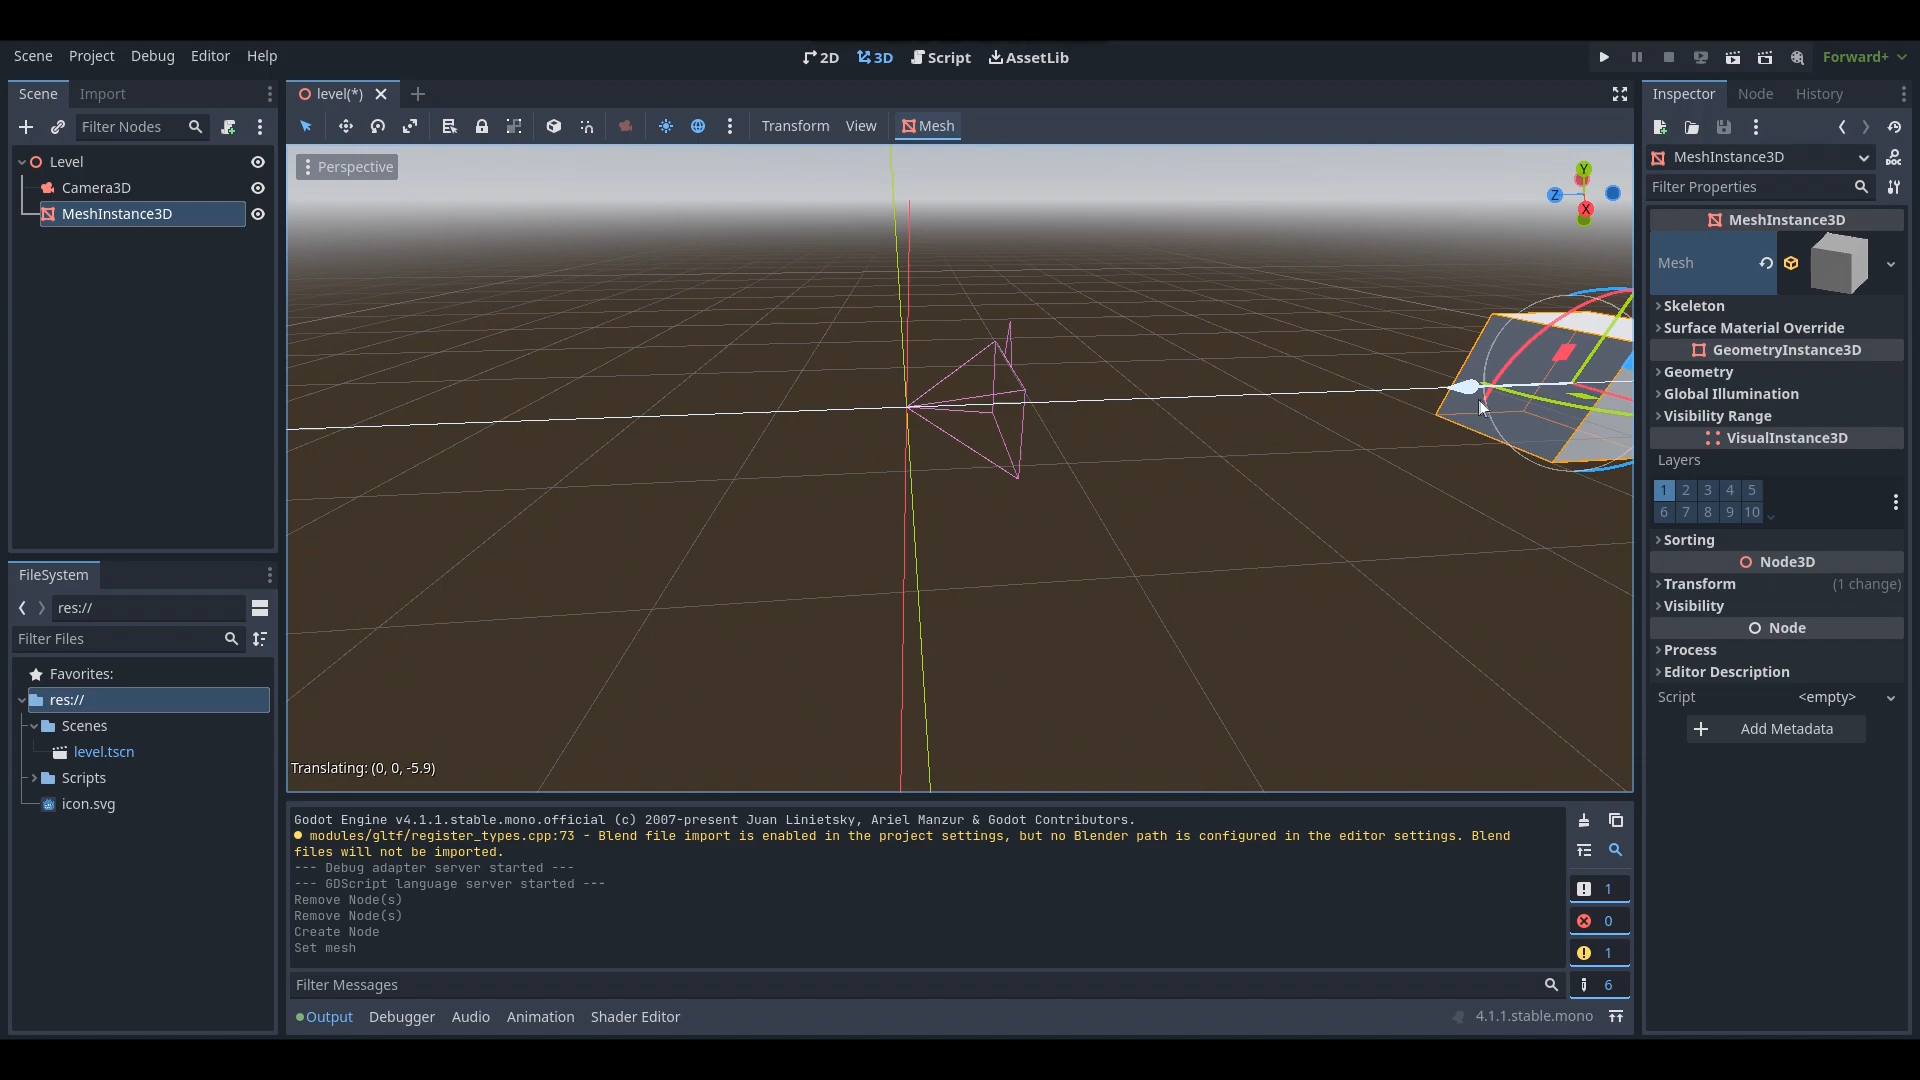 Scene Project Debug Editor Help
2D 3D Script AssetLib
Forward+
Scene Import
level(*)
Inspector Node History
Filter Nodes
Transform View Mesh
Level
Camera3D
MeshInstance3D
Perspective
Y
Z
X
Translating: (0, 0, -5.9)
MeshInstance3D
Filter Properties
MeshInstance3D
Mesh
Skeleton
Surface Material Override
GeometryInstance3D
Geometry
Global Illumination
Visibility Range
VisualInstance3D
Layers
1 2 3 4 5
6 7 8 9 10
Sorting
Node3D
Transform (1 change)
Visibility
Node
Process
Editor Description
Script <empty>
Add Metadata
FileSystem
res://
Filter Files
Favorites:
res://
Scenes
level.tscn
Scripts
icon.svg
Godot Engine v4.1.1.stable.mono.official (c) 2007-present Juan Linietsky, Ariel Manzur & Godot Contributors.
modules/gltf/register_types.cpp:73 - Blend file import is enabled in the project settings, but no Blender path is configured in the editor settings. Blend
files will not be imported.
--- Debug adapter server started ---
--- GDScript language server started ---
Remove Node(s)
Remove Node(s)
Create Node
Set mesh
1
0
1
6
Filter Messages
Output Debugger Audio Animation Shader Editor
4.1.1.stable.mono